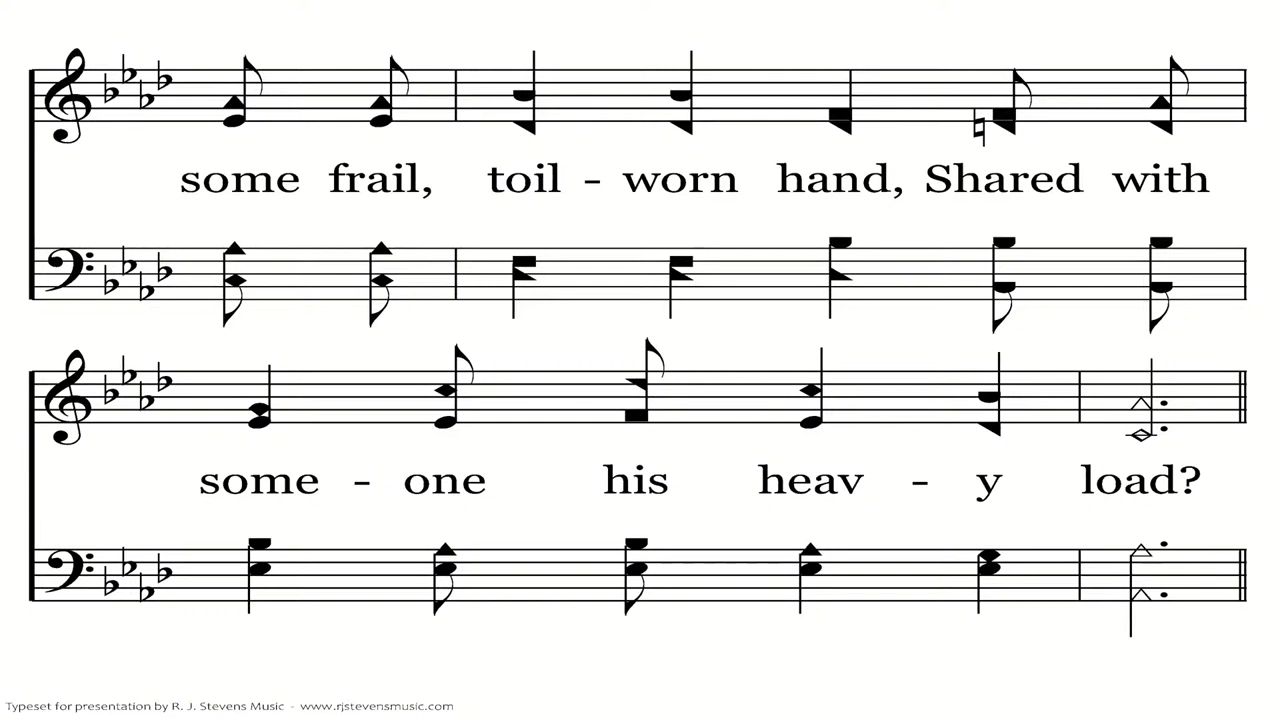 some frail, toil - worn hand, Shared with
some - one his heav - y load?
Typeset for presentation by R. J. Stevens Music - www.rjstevensmusic.com